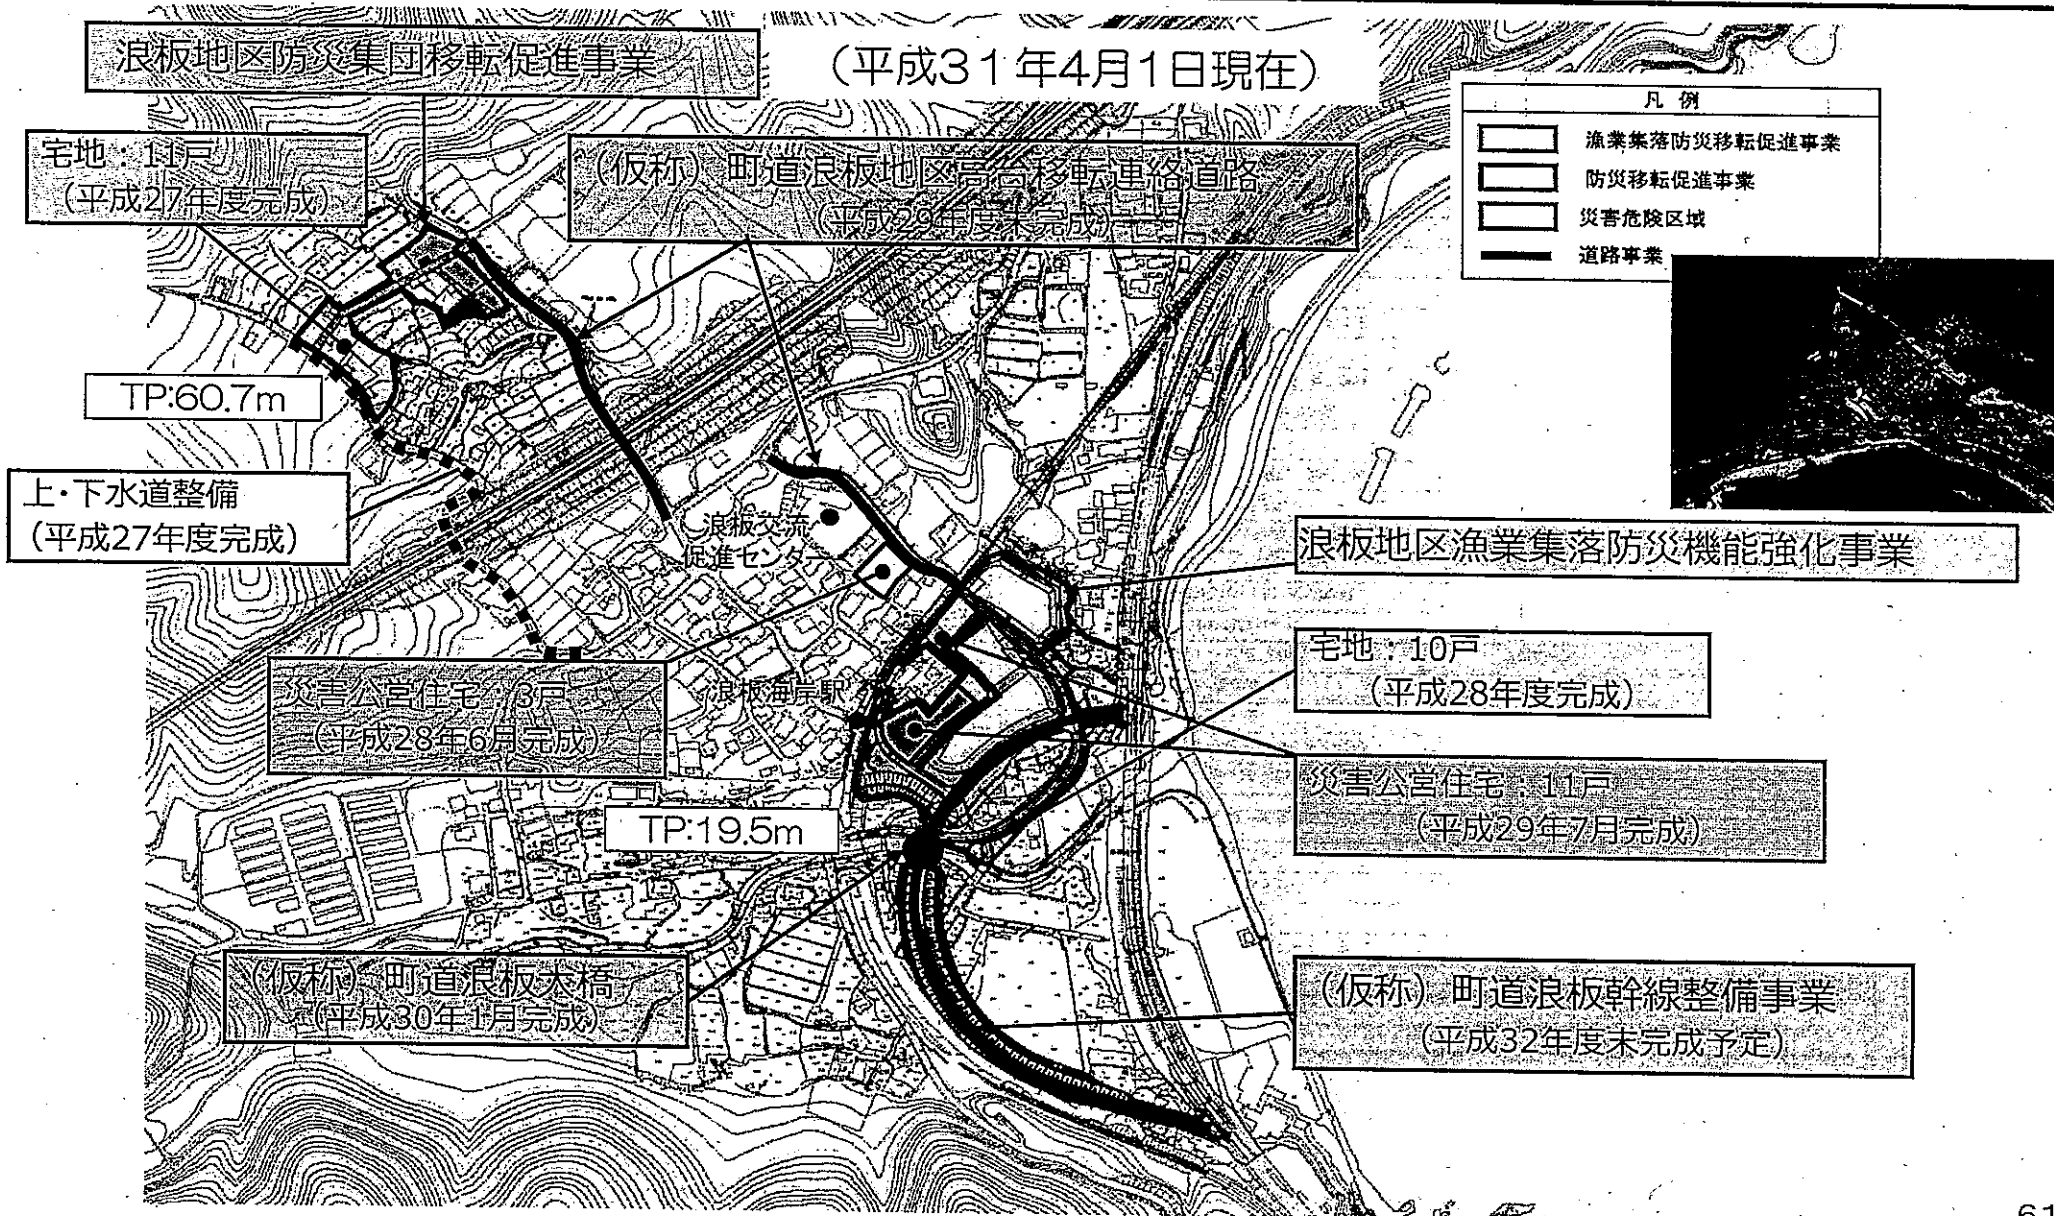 浪板地区防災集団移転促進事業
（平成31年4月1日現在）
凡 例
漁業集落防災移転促進事業
防災移転促進事業
災害危険区域
道路事業
宅地：11戸
（平成27年度完成）
（仮称）町道浪板地区高台移転連絡道路
（平成29年度末完成）
TP:60.7m
上・下水道整備
（平成27年度完成）
浪板交流
促進センター
浪板地区漁業集落防災機能強化事業
宅地：10戸
（平成28年度完成）
災害公営住宅：3戸
（平成28年6月完成）
浪板海岸駅
災害公営住宅：11戸
（平成29年7月完成）
TP:19.5m
（仮称）町道浪板大橋
（平成30年1月完成）
（仮称）町道浪板幹線整備事業
（平成32年度末完成予定）
61